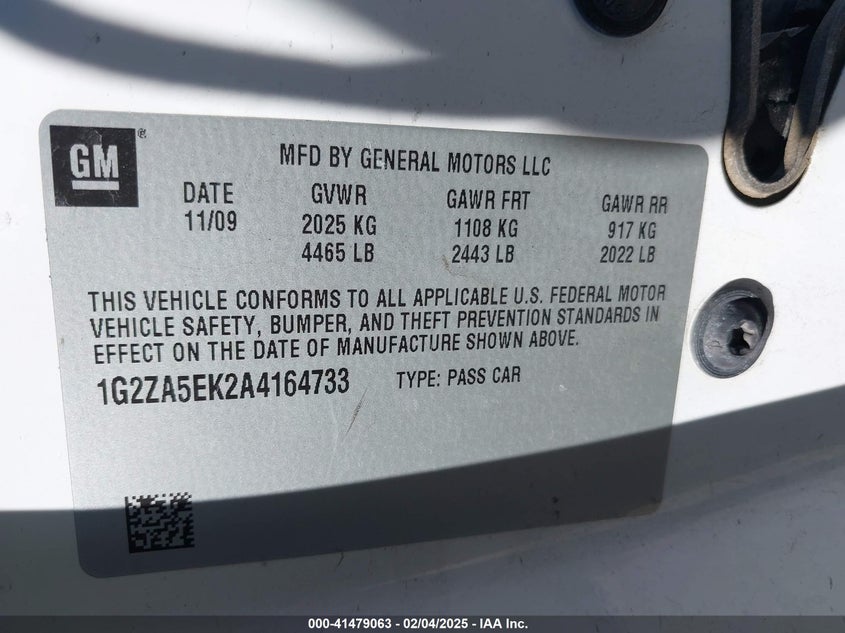 GM®
MFD BY GENERAL MOTORS LLC
DATE GVWR GAWR FRT GAWR RR
11/09 2025 KG 1108 KG 917 KG
4465 LB 2443 LB 2022 LB
THIS VEHICLE CONFORMS TO ALL APPLICABLE U.S. FEDERAL MOTOR
VEHICLE SAFETY, BUMPER, AND THEFT PREVENTION STANDARDS IN
EFFECT ON THE DATE OF MANUFACTURE SHOWN ABOVE.
1G2ZA5EK2A4164733 TYPE: PASS CAR
000-41479063 - 02/04/2025 - IAA Inc.